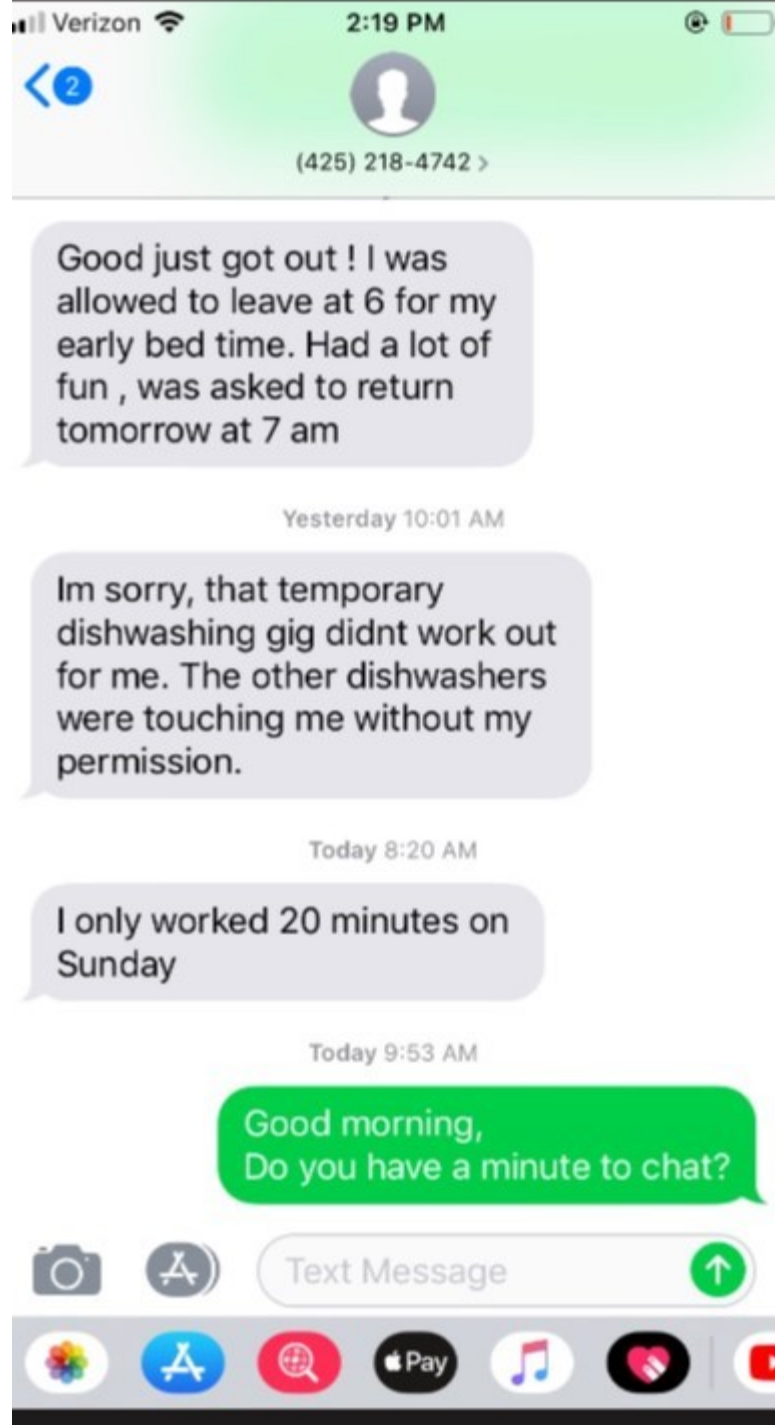 Verizon 2:19 PM
2
(425) 218-4742 >
Good just got out ! I was
allowed to leave at 6 for my
early bed time. Had a lot of
fun , was asked to return
tomorrow at 7 am
Yesterday 10:01 AM
Im sorry, that temporary
dishwashing gig didnt work out
for me. The other dishwashers
were touching me without my
permission.
Today 8:20 AM
I only worked 20 minutes on
Sunday
Today 9:53 AM
Good morning,
Do you have a minute to chat?
Text Message
Pay